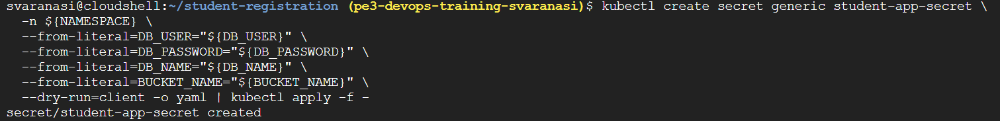 svaranasi@cloudshell:~/student-registration (pe3-devops-training-svaranasi)$ kubectl create secret generic student-app-secret \
  -n ${NAMESPACE} \
  --from-literal=DB_USER="${DB_USER}" \
  --from-literal=DB_PASSWORD="${DB_PASSWORD}" \
  --from-literal=DB_NAME="${DB_NAME}" \
  --from-literal=BUCKET_NAME="${BUCKET_NAME}" \
  --dry-run=client -o yaml | kubectl apply -f -
secret/student-app-secret created